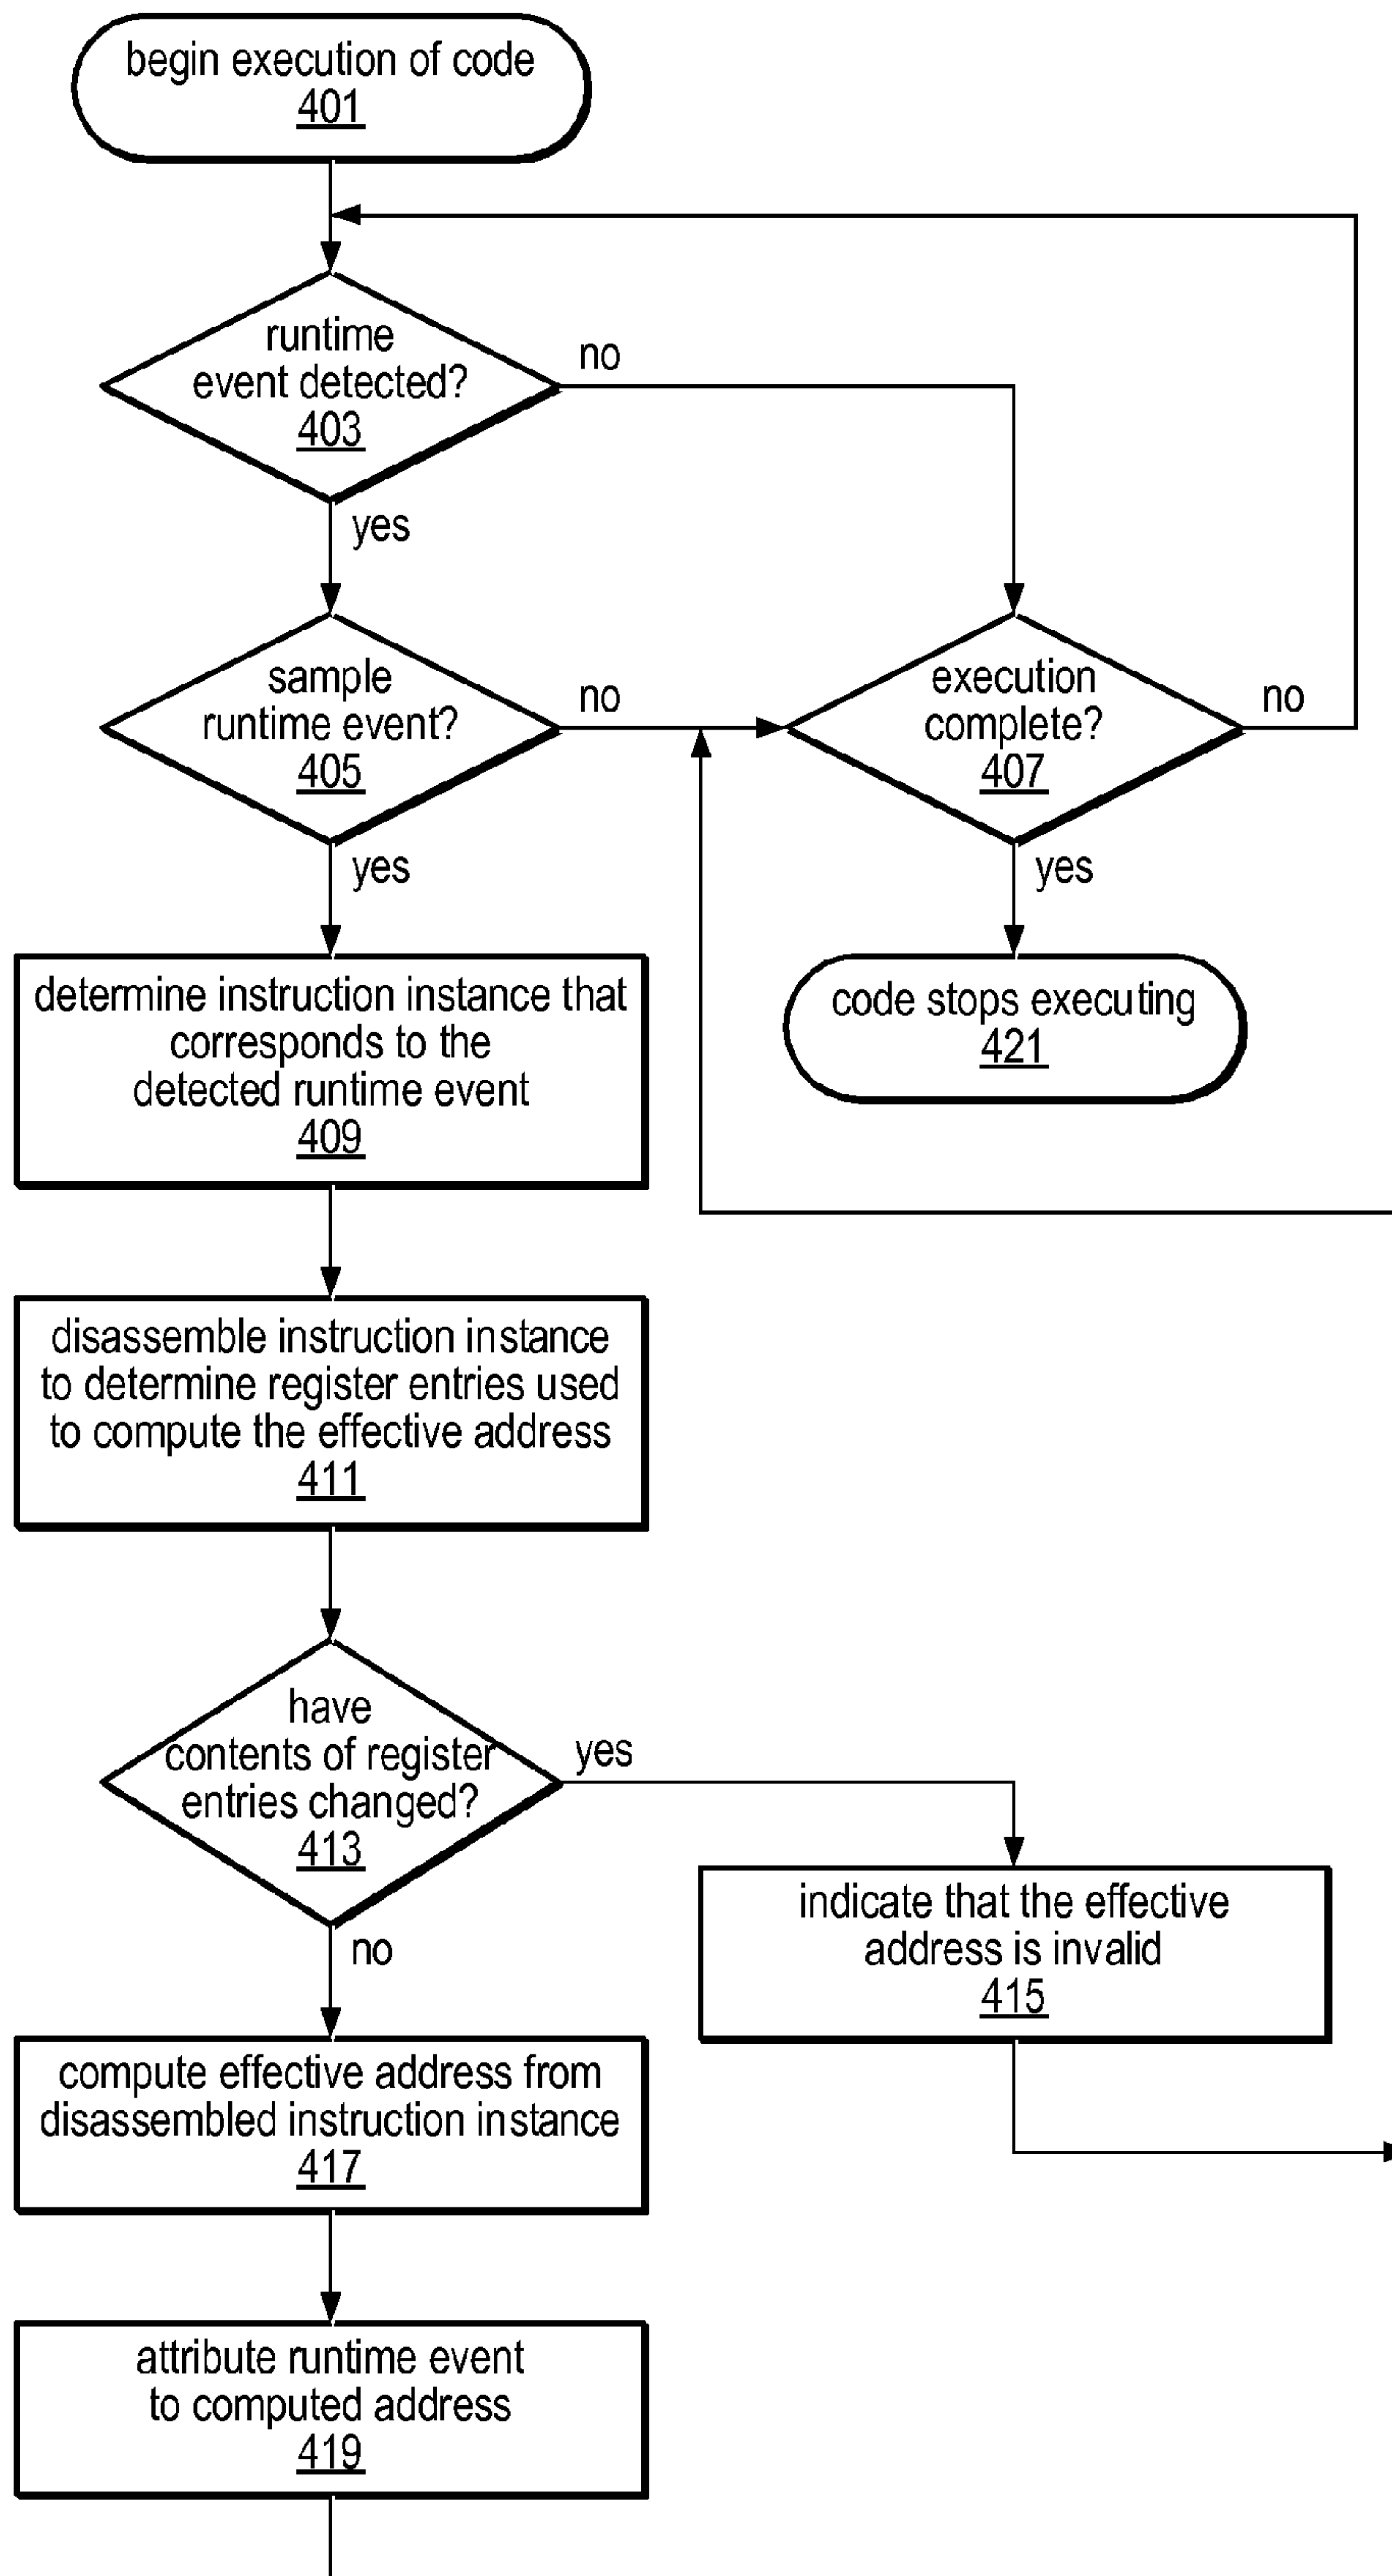 begin execution of code
401
runtime
event detected?
403
no
yes
sample
runtime event?
405
no
execution
complete?
407
no
yes
yes
determine instruction instance that
corresponds to the
detected runtime event
409
code stops executing
421
disassemble instruction instance
to determine register entries used
to compute the effective address
411
have
contents of register
entries changed?
413
yes
no
indicate that the effective
address is invalid
415
compute effective address from
disassembled instruction instance
417
attribute runtime event
to computed address
419